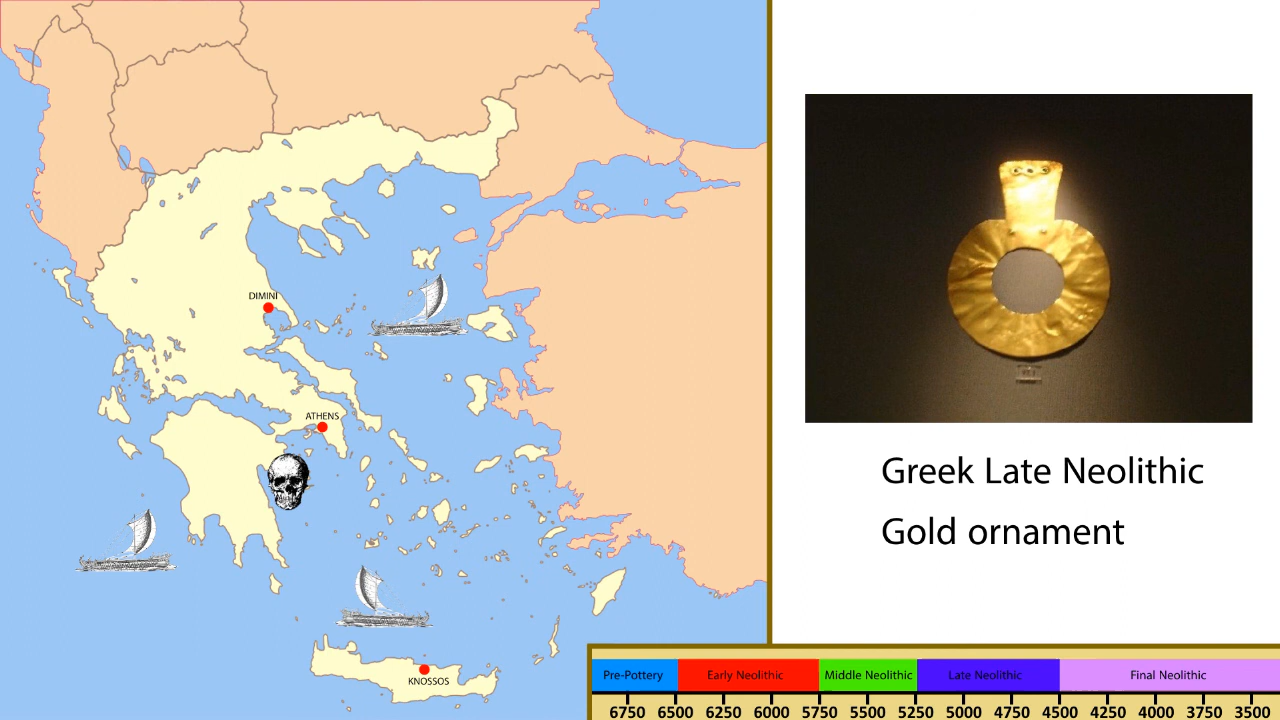 DIMINI
ATHENS
KNOSSOS
Greek Late Neolithic
Gold ornament
Pre-Pottery Early Neolithic Middle Neolithic Late Neolithic Final Neolithic
6750 6500 6250 6000 5750 5500 5250 5000 4750 4500 4250 4000 3750 3500